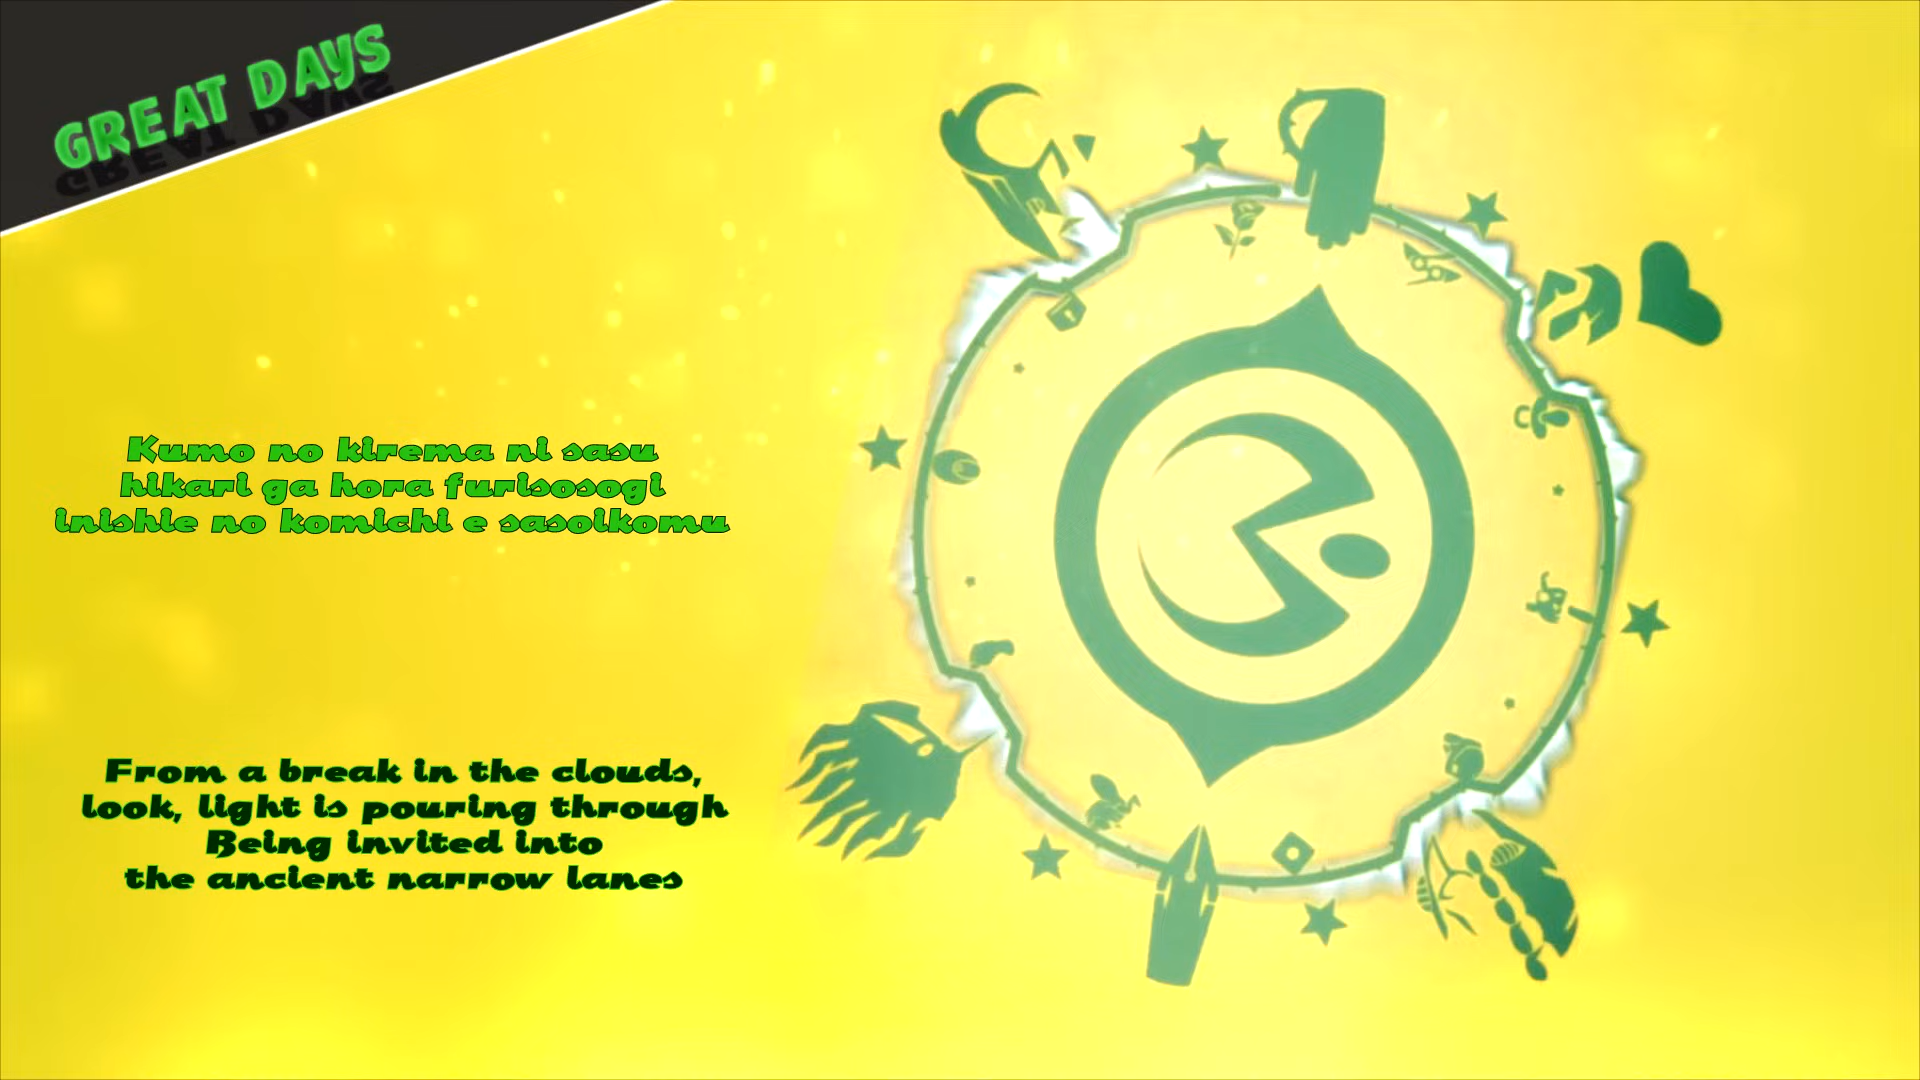 GREAT DAYS
Kumo no kirema ni sasu
hikari ga hora furisosogi
inishie no komichi e sasoikomu
From a break in the clouds,
look, light is pouring through
Being invited into
the ancient narrow lanes